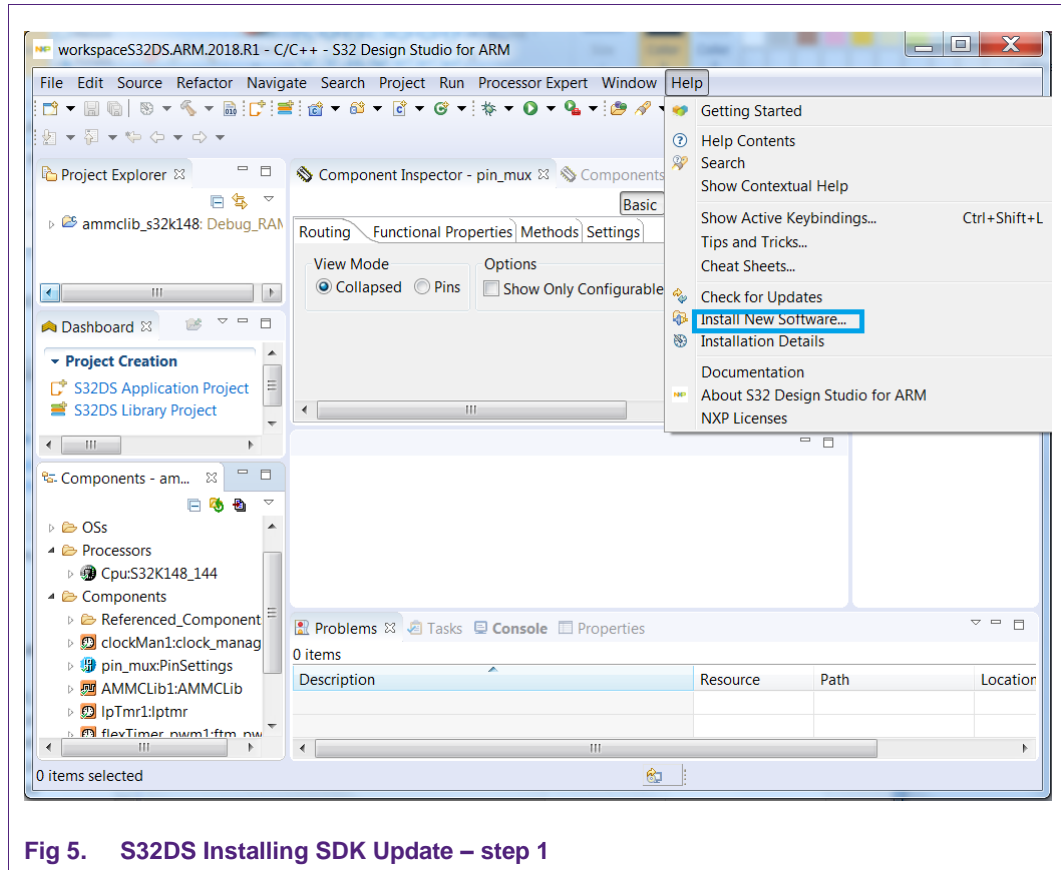 workspaceS32DS.ARM.2018.R1 - C/C++ - S32 Design Studio for ARM
File Edit Source Refactor Navigate Search Project Run Processor Expert Window Help
Getting Started
Help Contents
Search
Show Contextual Help
Show Active Keybindings... Ctrl+Shift+L
Tips and Tricks...
Cheat Sheets...
Check for Updates
Install New Software...
Installation Details
Documentation
About S32 Design Studio for ARM
NXP Licenses
Project Explorer
ammclib_s32k148: Debug_RAM
Component Inspector - pin_mux Components
Basic
Routing Functional Properties Methods Settings
View Mode Options
Collapsed Pins Show Only Configurable
Dashboard
Project Creation
S32DS Application Project
S32DS Library Project
Components - am...
OSs
Processors
Cpu:S32K148_144
Components
Referenced_Component
clockMan1:clock_manag
pin_mux:PinSettings
AMMCLib1:AMMCLib
lpTmr1:lptmr
flexTimer_pwm1:ftm_pw
Problems Tasks Console Properties
0 items
Description Resource Path Location
0 items selected
Fig 5. S32DS Installing SDK Update – step 1